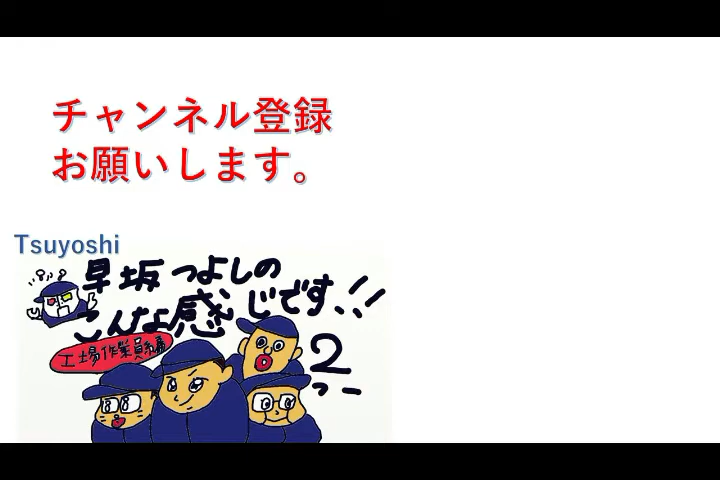 チャンネル登録
お願いします。
Tsuyoshi
早坂つよしの
こんな感じです!!
工場作業員編
2